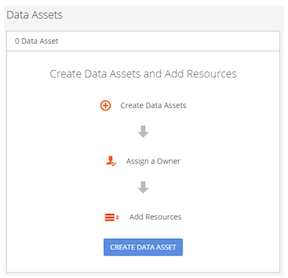 Data Assets
0 Data Asset
Create Data Assets and Add Resources
Create Data Assets
Assign a Owner
Add Resources
CREATE DATA ASSET